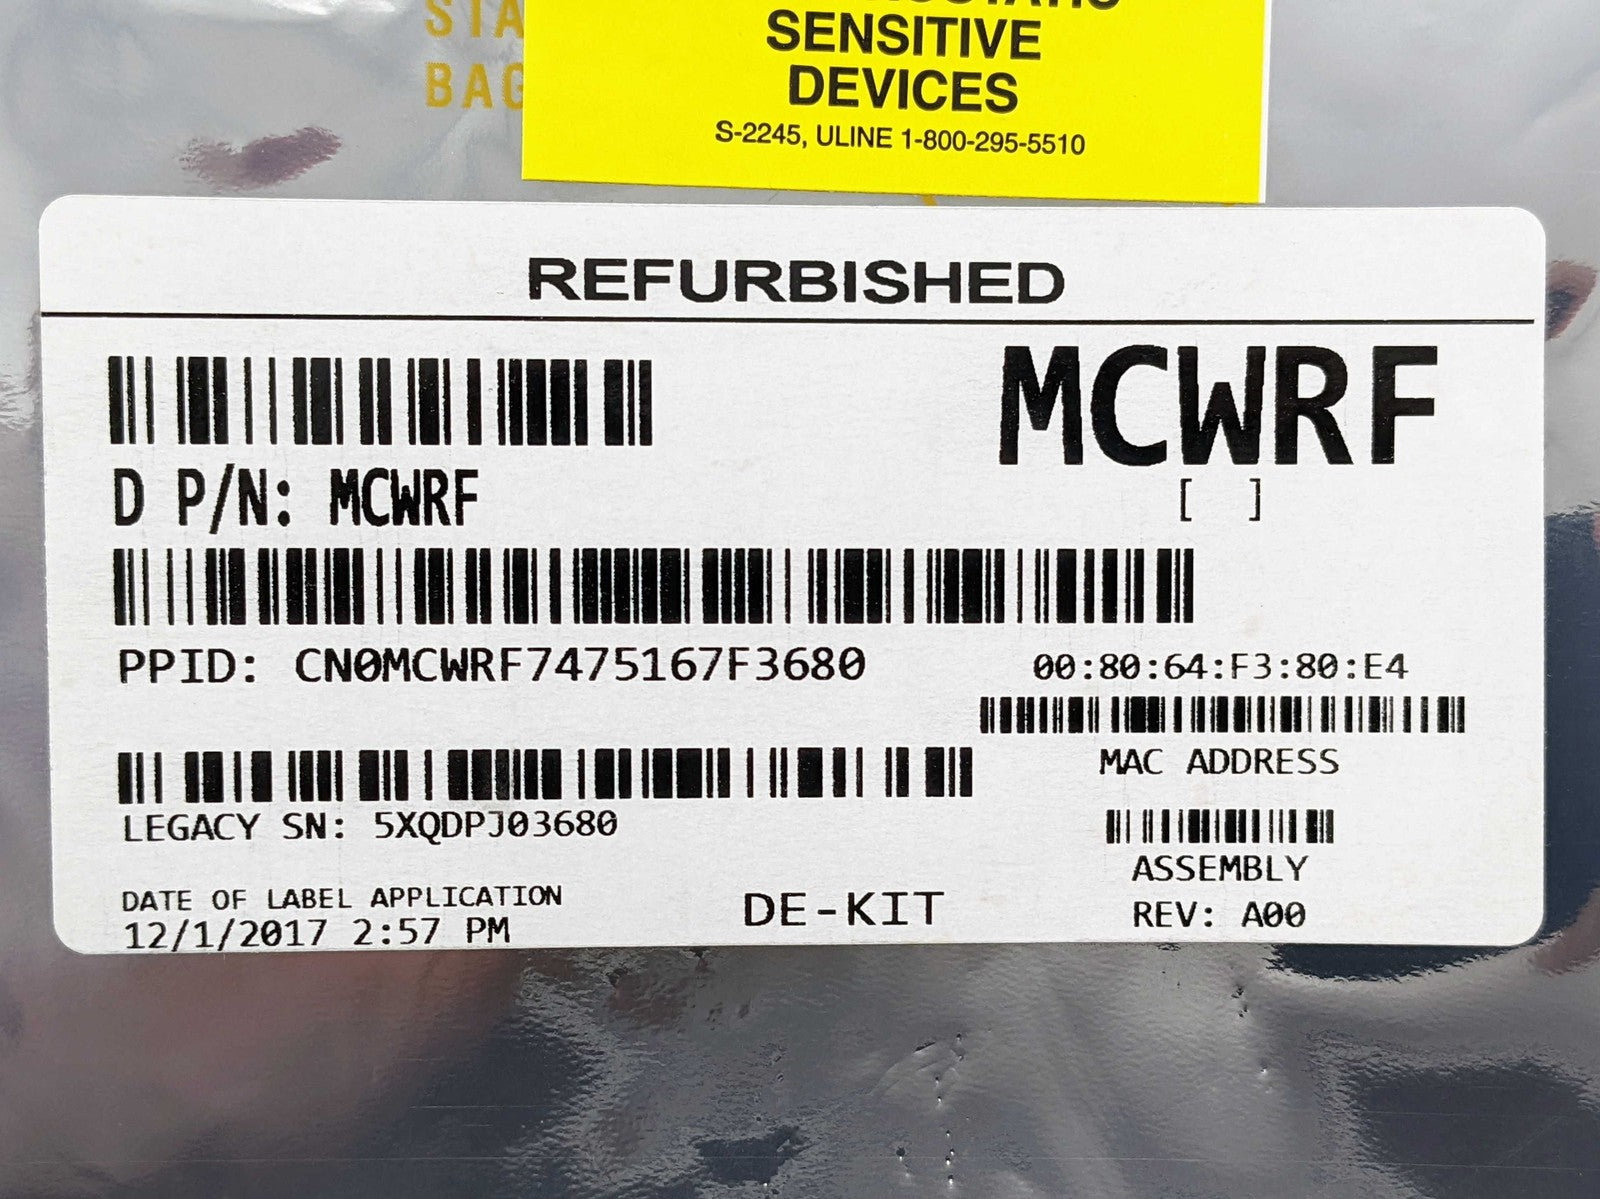 SENSITIVE
DEVICES
S-2245, ULINE 1-800-295-5510
REFURBISHED
MCWRF
[ ]
D P/N: MCWRF
PPID: CN0MCWRF7475167F3680
00:80:64:F3:80:E4
MAC ADDRESS
LEGACY SN: 5XQDPJ03680
ASSEMBLY
REV: A00
DATE OF LABEL APPLICATION
12/1/2017 2:57 PM
DE-KIT